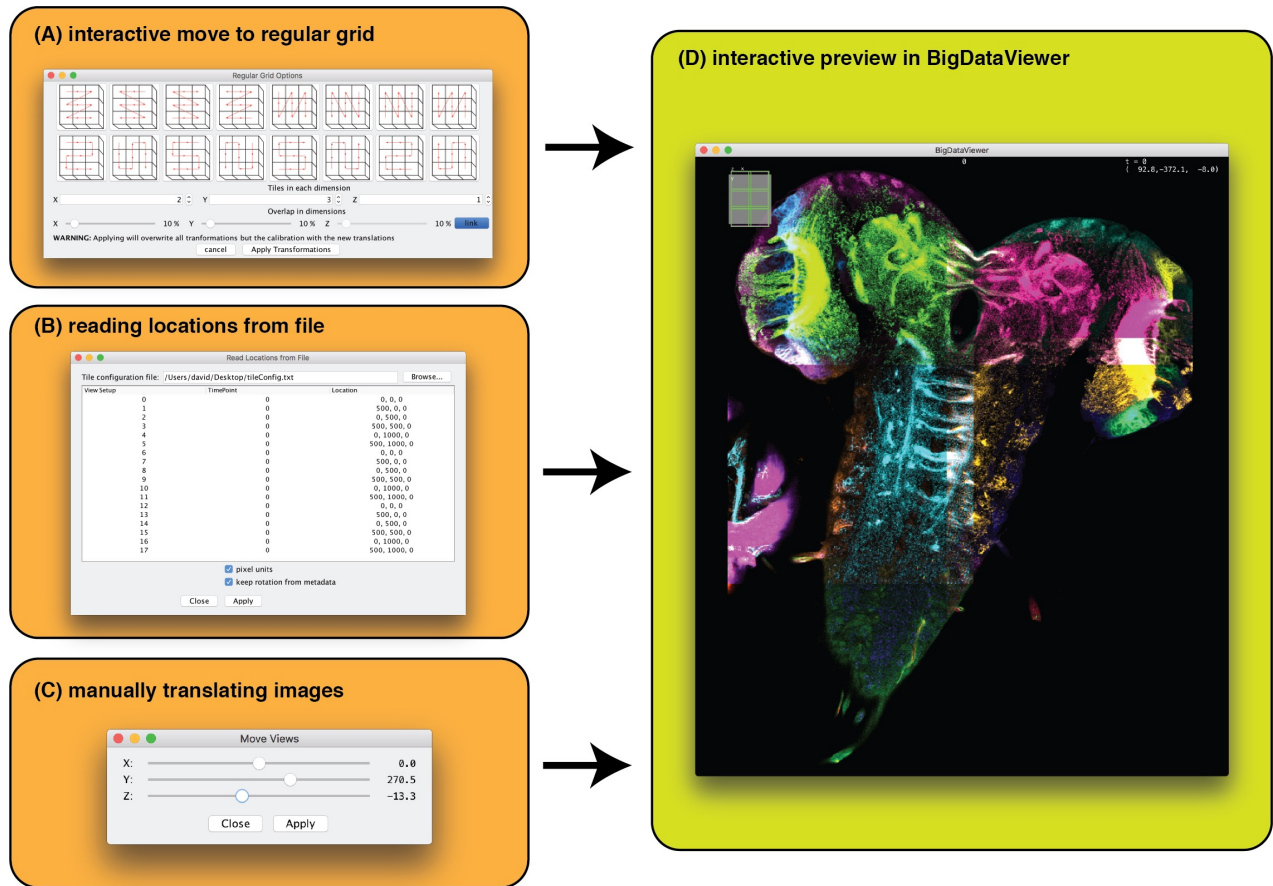 (A) interactive move to regular grid
Regular Grid Options
Tiles in each dimension
X 2 Y 3 Z 1
Overlap in dimensions
X 10 % Y 10 % Z 10 % link
WARNING: Applying will overwrite all tranformations but the calibration with the new translations
cancel Apply Transformations
(B) reading locations from file
Read Locations from File
Tile configuration file: /Users/david/Desktop/tileConfig.txt Browse...
View Setup TimePoint Location
0 0 0, 0, 0
1 0 500, 0, 0
2 0 0, 500, 0
3 0 500, 500, 0
4 0 0, 1000, 0
5 0 500, 1000, 0
6 0 0, 0, 0
7 0 500, 0, 0
8 0 0, 500, 0
9 0 500, 500, 0
10 0 0, 1000, 0
11 0 500, 1000, 0
12 0 0, 0, 0
13 0 500, 0, 0
14 0 0, 500, 0
15 0 500, 500, 0
16 0 0, 1000, 0
17 0 500, 1000, 0
pixel units
keep rotation from metadata
Close Apply
(C) manually translating images
Move Views
X: 0.0
Y: 270.5
Z: -13.3
Close Apply
(D) interactive preview in BigDataViewer
BigDataViewer
0 t = 0
( 92.8,-372.1, -8.0)